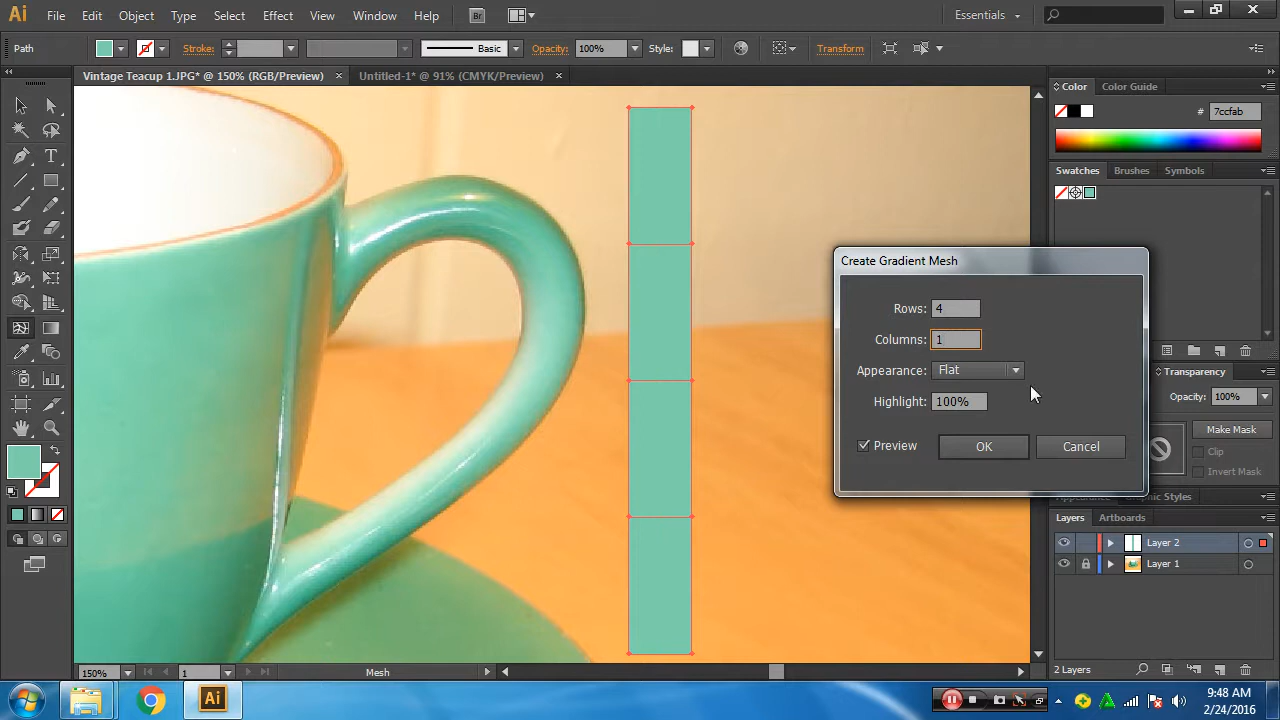 Ai File Edit Object Type Select Effect View Window Help Br Essentials
Path Stroke: Basic Opacity: 100% Style: Transform
Vintage Teacup 1.JPG* @ 150% (RGB/Preview) Untitled-1* @ 91% (CMYK/Preview)
Color Color Guide
# 7ccfab
Swatches Brushes Symbols
Create Gradient Mesh
Rows: 4
Columns: 1
Appearance: Flat
Highlight: 100%
Preview OK Cancel
Transparency
Opacity: 100%
Make Mask
Clip
Invert Mask
Appearance Graphic Styles
Layers Artboards
Layer 2
Layer 1
2 Layers
150% 1 Mesh
Ai
9:48 AM
2/24/2016